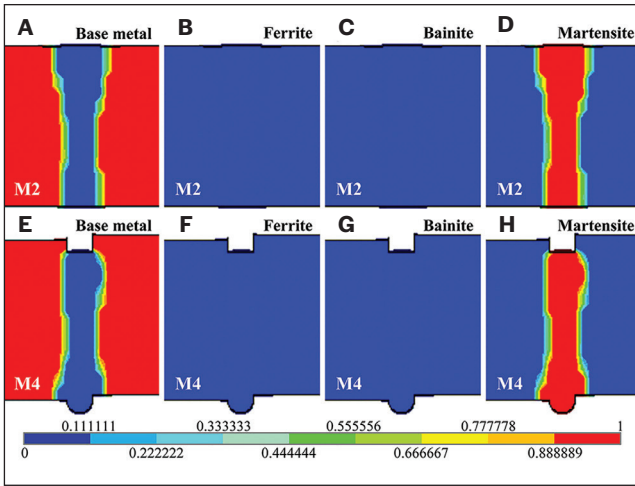 A Base metal B Ferrite C Bainite D Martensite
M2 M2 M2 M2
E Base metal F Ferrite G Bainite H Martensite
M4 M4 M4 M4
0.111111 0.333333 0.555556 0.777778 1
0 0.222222 0.444444 0.666667 0.888889